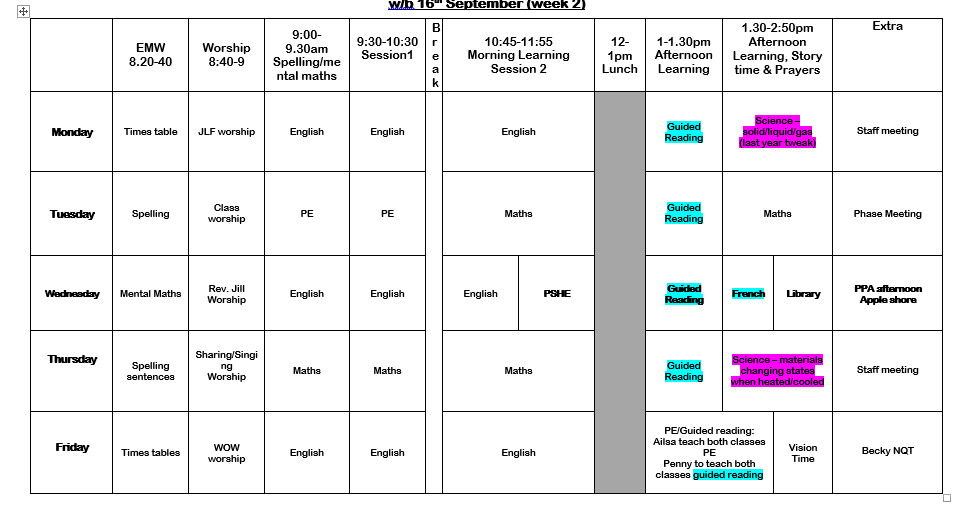 w/b 16th September (week 2)
EMW
8.20-40
Worship
8:40-9
9:00-
9.30am
Spelling/me
ntal maths
9:30-10:30
Session1
B
r
e
a
k
10:45-11:55
Morning Learning
Session 2
12-
1pm
Lunch
1-1.30pm
Afternoon
Learning
1.30-2:50pm
Afternoon
Learning, Story
time & Prayers
Extra
Monday
Times table
JLF worship
English
English
English
Guided
Reading
Science –
solid/liquid/gas
(last year tweak)
Staff meeting
Tuesday
Spelling
Class
worship
PE
PE
Maths
Guided
Reading
Maths
Phase Meeting
Wednesday
Mental Maths
Rev. Jill
Worship
English
English
English
PSHE
Guided
Reading
French
Library
PPA afternoon
Apple shore
Thursday
Spelling
sentences
Sharing/Singi
ng
Worship
Maths
Maths
Maths
Guided
Reading
Science – materials
changing states
when heated/cooled
Staff meeting
Friday
Times tables
WOW
worship
English
English
English
PE/Guided reading:
Ailsa teach both classes
PE
Penny to teach both
classes guided reading
Vision
Time
Becky NQT